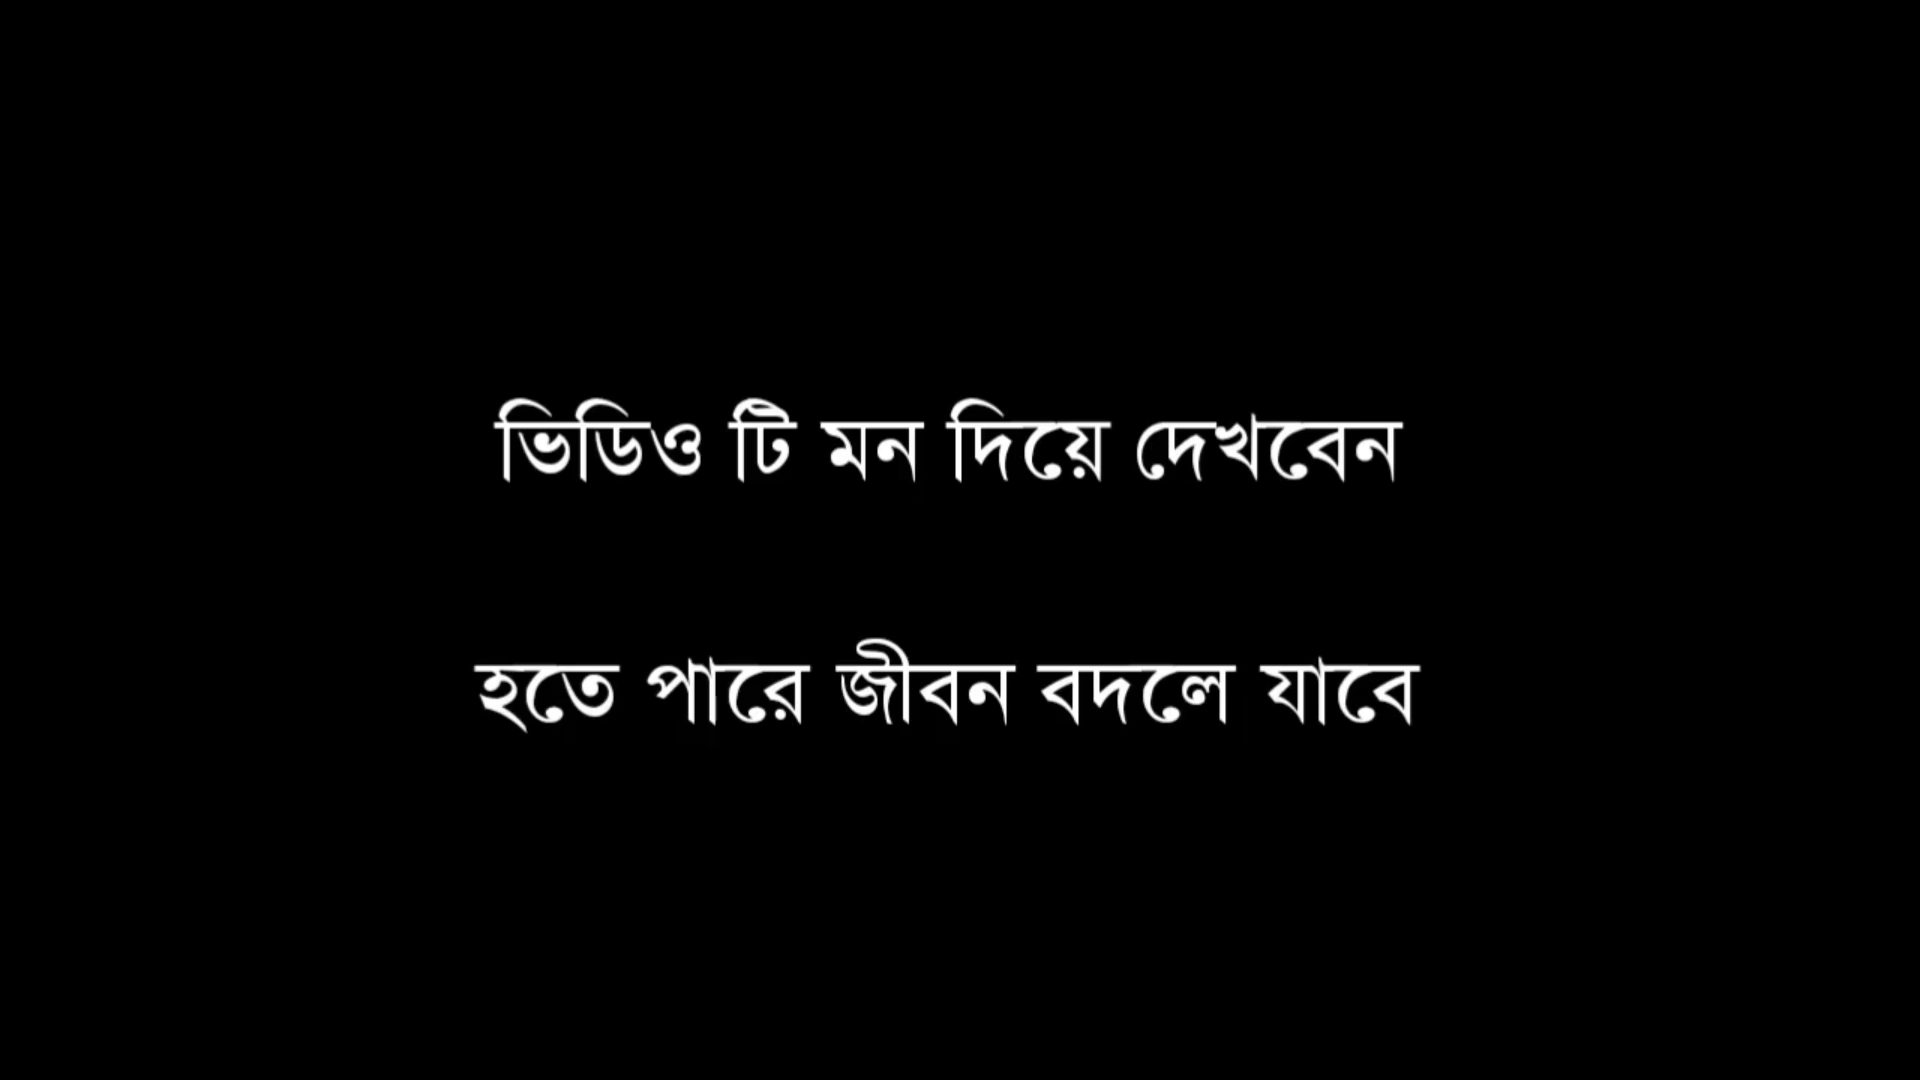 ভিডিও টি মন দিয়ে দেখবেন
হতে পারে জীবন বদলে যাবে